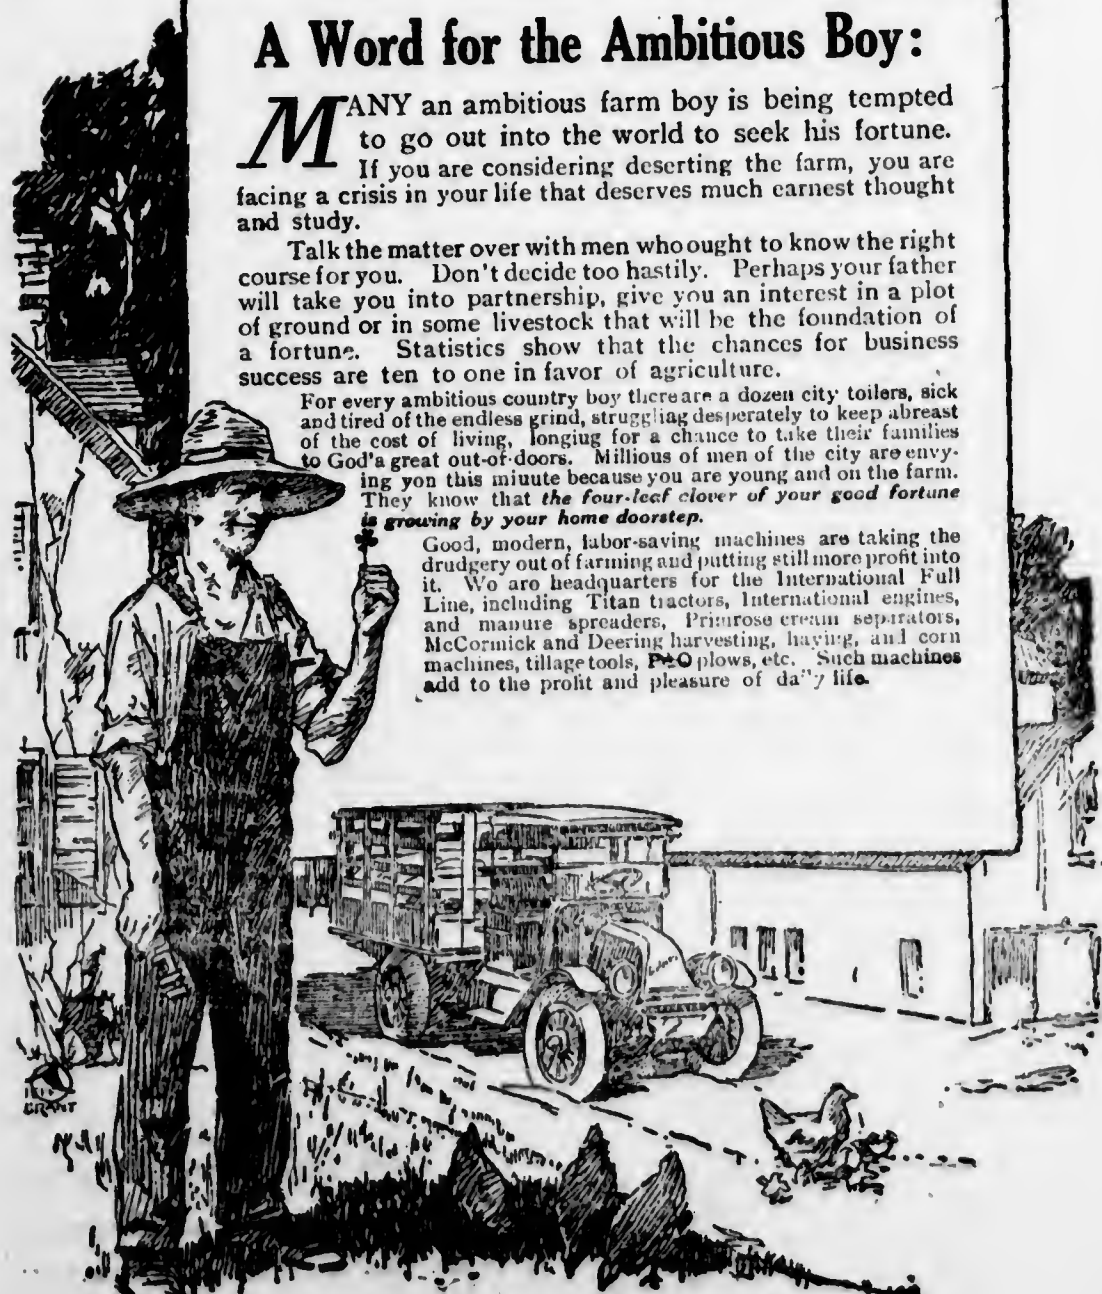 A Word for the Ambitious Boy:
MANY an ambitious farm boy is being tempted
to go out into the world to seek his fortune.
If you are considering deserting the farm, you are
facing a crisis in your life that deserves much earnest thought
and study.
Talk the matter over with men who ought to know the right
course for you. Don't decide too hastily. Perhaps your father
will take you into partnership, give you an interest in a plot
of ground or in some livestock that will be the foundation of
a fortune. Statistics show that the chances for business
success are ten to one in favor of agriculture.
For every ambitious country boy there are a dozen city toilers, sick
and tired of the endless grind, struggliag desperately to keep abreast
of the cost of living, longiug for a chance to take their families
to God'a great out-of-doors. Millious of men of the city are envy-
ing yon this miuute because you are young and on the farm.
They know that the four-leaf clover of your good fortune
is growing by your home doorstep.
Good, modern, labor-saving machines are taking the
drudgery out of farming and putting still more profit into
it. Wo aro headquarters for the International Full
Line, including Titan tractors, International engines,
and manure spreaders, Primrose cream separators,
McCormick and Deering harvesting, haying, and corn
machines, tillage tools, P&O plows, etc. Such machines
add to the profit and pleasure of daily life.
GRANT